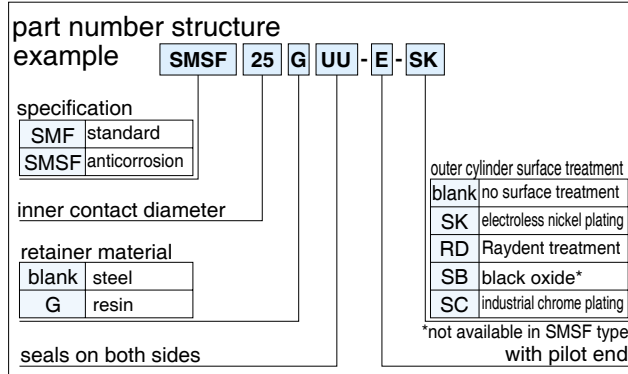 part number structure
example SMSF 25 G UU - E - SK
specification
SMF standard
SMSF anticorrosion
inner contact diameter
retainer material
blank steel
G resin
seals on both sides
outer cylinder surface treatment
blank no surface treatment
SK electroless nickel plating
RD Raydent treatment
SB black oxide*
SC industrial chrome plating
*not available in SMSF type
with pilot end